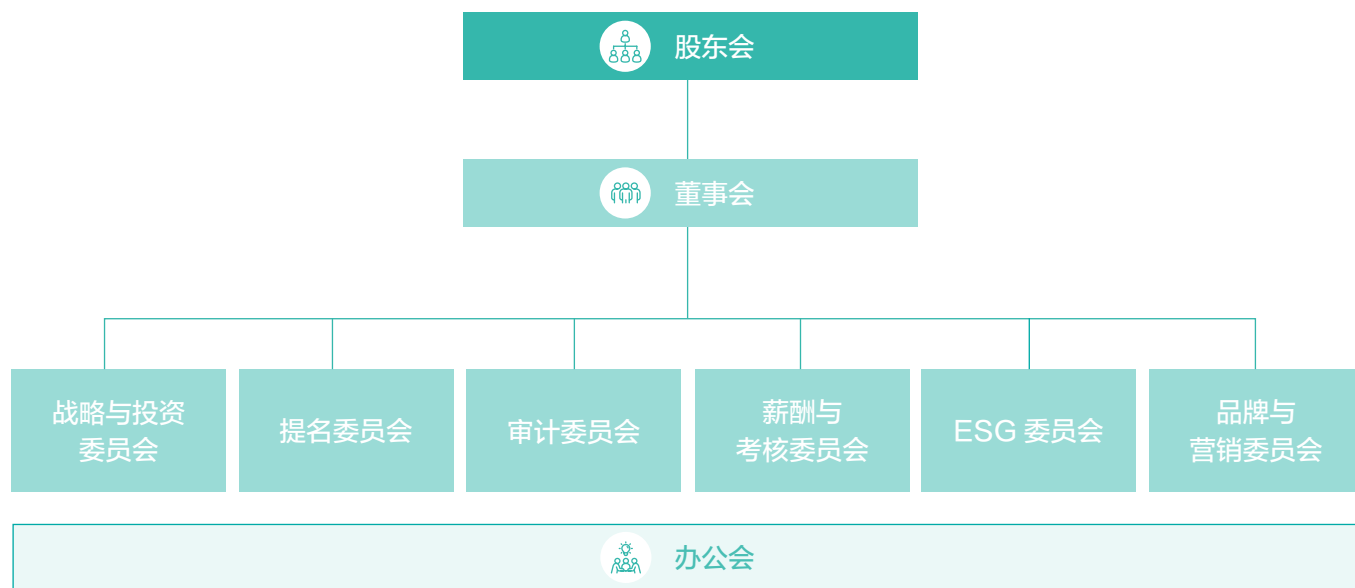 股东会
董事会
战略与投资
委员会
提名委员会
审计委员会
薪酬与
考核委员会
ESG 委员会
品牌与
营销委员会
办公会